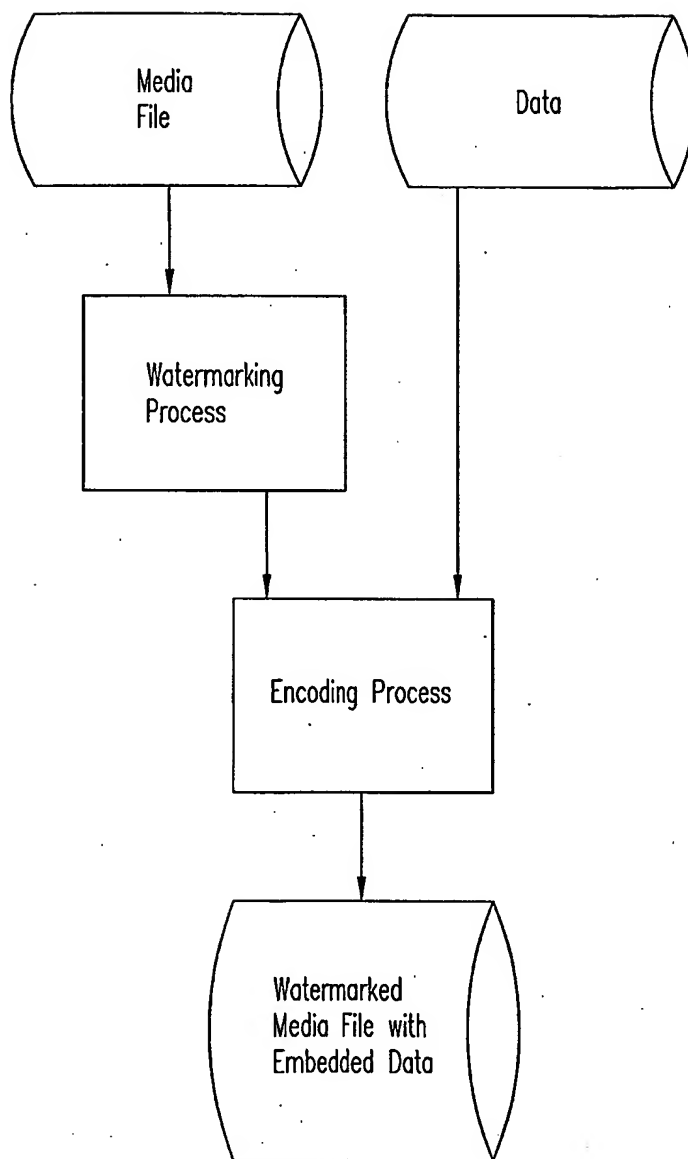 Media
File
Data
Watermarking
Process
Encoding Process
Watermarked
Media File with
Embedded Data